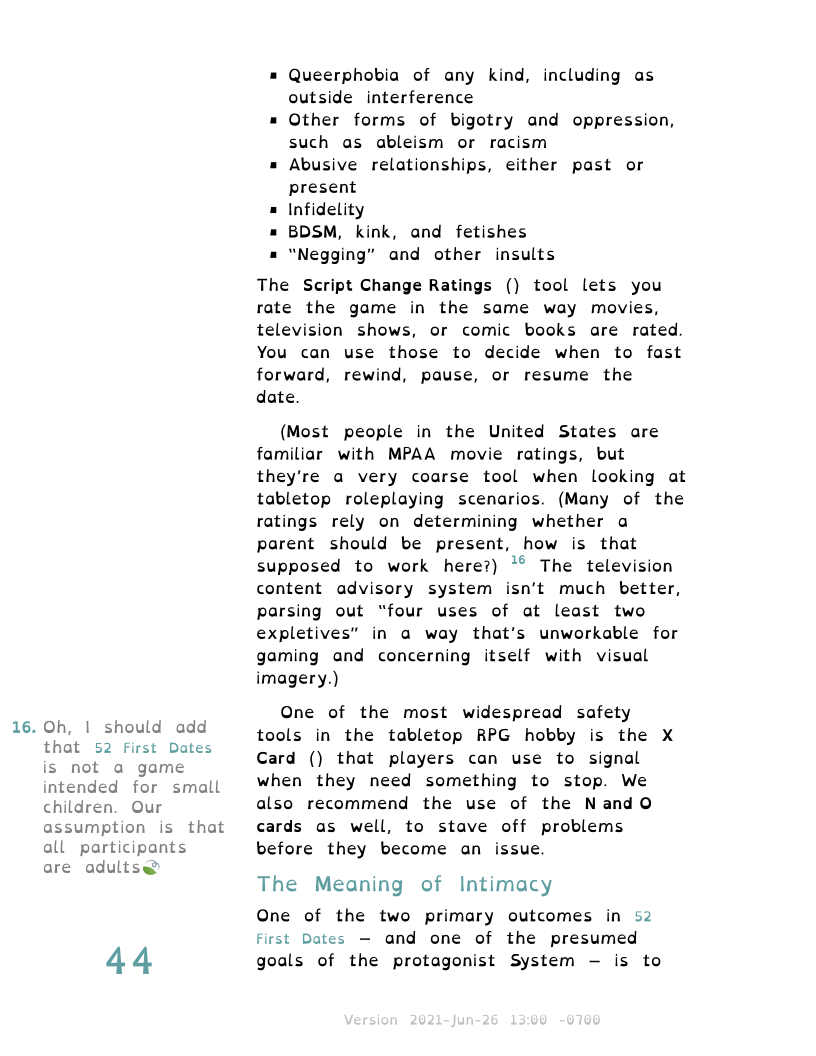 ▪ Queerphobia of any kind, including as
outside interference
▪ Other forms of bigotry and oppression,
such as ableism or racism
▪ Abusive relationships, either past or
present
▪ Infidelity
▪ BDSM, kink, and fetishes
▪ “Negging” and other insults
The Script Change Ratings () tool lets you
rate the game in the same way movies,
television shows, or comic books are rated.
You can use those to decide when to fast
forward, rewind, pause, or resume the
date.
(Most people in the United States are
familiar with MPAA movie ratings, but
they’re a very coarse tool when looking at
tabletop roleplaying scenarios. (Many of the
ratings rely on determining whether a
parent should be present, how is that
supposed to work here?) 16 The television
content advisory system isn’t much better,
parsing out “four uses of at least two
expletives” in a way that’s unworkable for
gaming and concerning itself with visual
imagery.)
One of the most widespread safety
tools in the tabletop RPG hobby is the X
Card () that players can use to signal
when they need something to stop. We
also recommend the use of the N and O
cards as well, to stave off problems
before they become an issue.
The Meaning of Intimacy
One of the two primary outcomes in 52
First Dates — and one of the presumed
goals of the protagonist System — is to
16. Oh, I should add
that 52 First Dates
is not a game
intended for small
children. Our
assumption is that
all participants
are adults
44
Version 2021-Jun-26 13:00 -0700